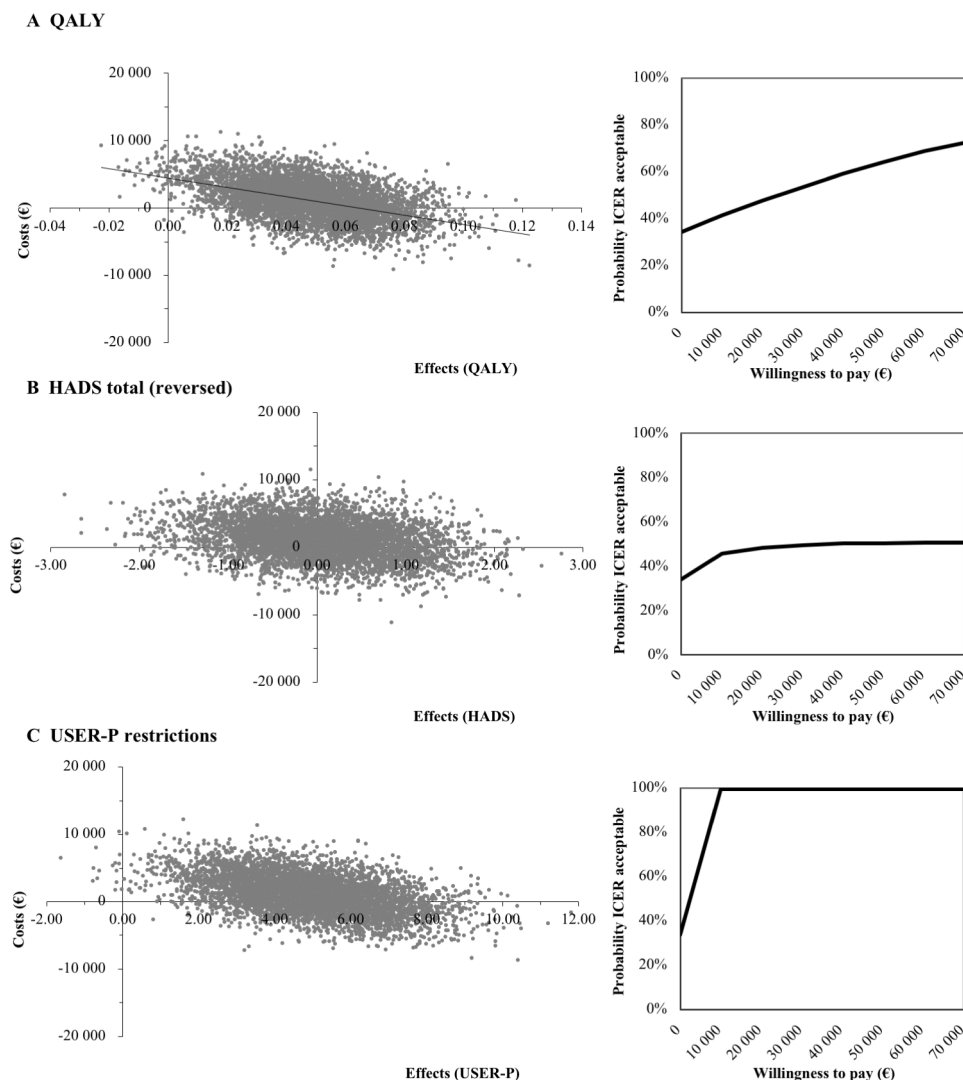 A QALY
20 000
10 000
0
-10 000
-20 000
-0.04 -0.02 0.00 0.02 0.04 0.06 0.08 0.10 0.12 0.14
Costs (€)
Effects (QALY)
100%
80%
60%
40%
20%
0%
Probability ICER acceptable
0 10 000 20 000 30 000 40 000 50 000 60 000 70 000
Willingness to pay (€)
B HADS total (reversed)
20 000
10 000
0
-10 000
-20 000
-3.00 -2.00 -1.00 0.00 1.00 2.00 3.00
Costs (€)
Effects (HADS)
100%
80%
60%
40%
20%
0%
Probability ICER acceptable
0 10 000 20 000 30 000 40 000 50 000 60 000 70 000
Willingness to pay (€)
C USER-P restrictions
20 000
10 000
0
-10 000
-20 000
-2.00 0.00 2.00 4.00 6.00 8.00 10.00 12.00
Costs (€)
Effects (USER-P)
100%
80%
60%
40%
20%
0%
Probability ICER acceptable
0 10 000 20 000 30 000 40 000 50 000 60 000 70 000
Willingness to pay (€)